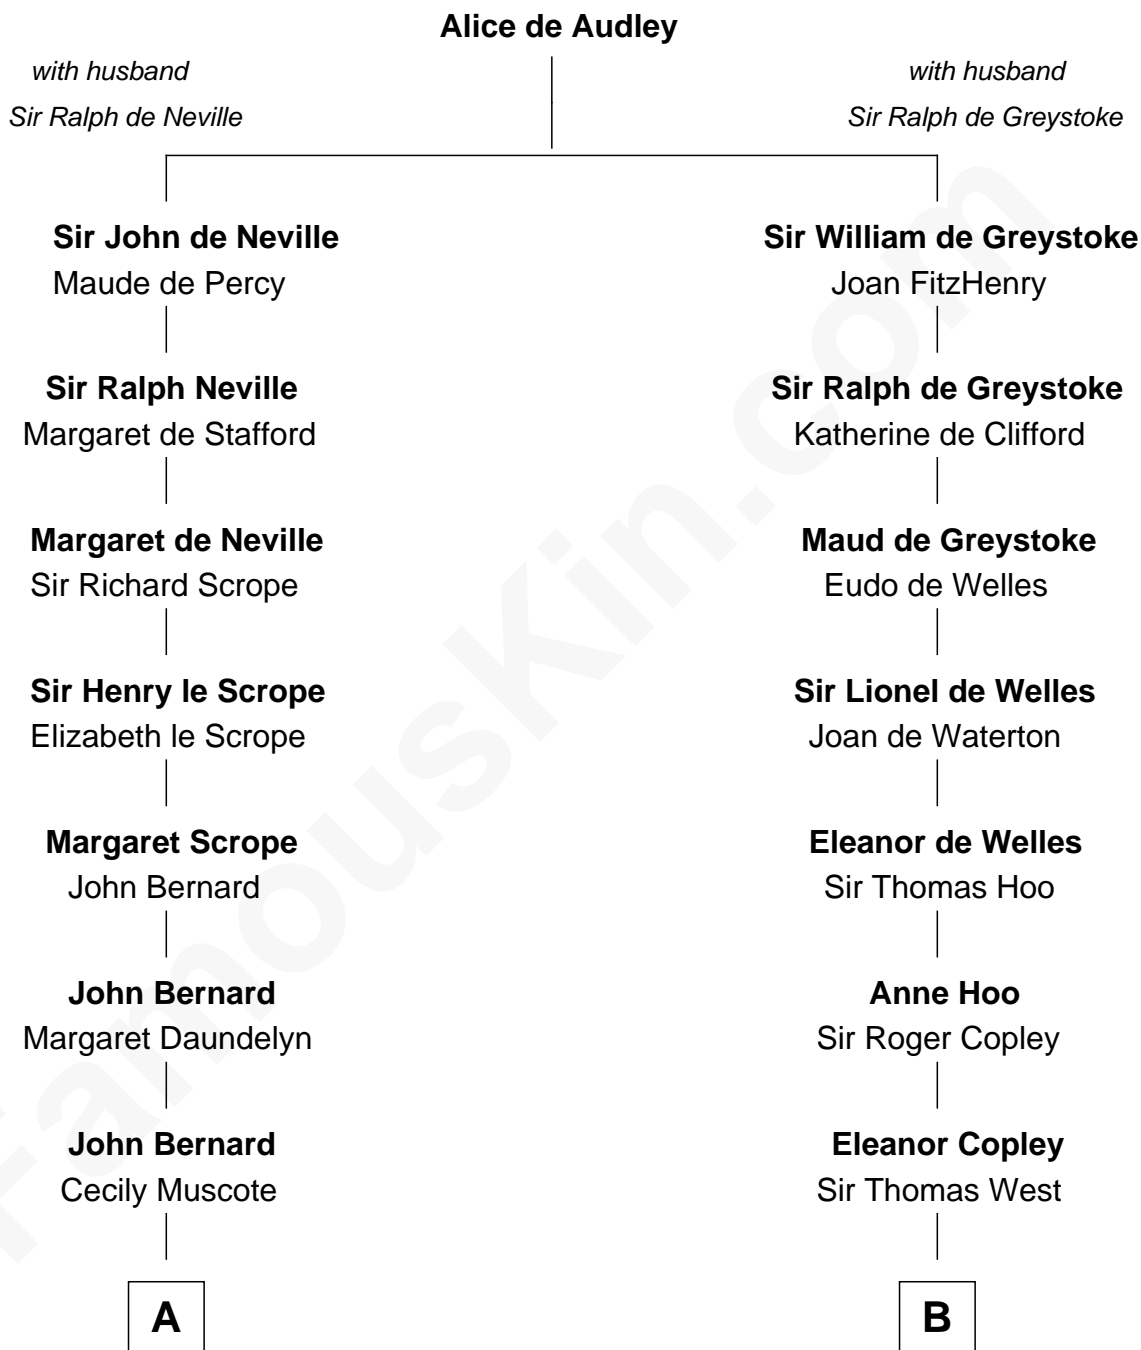 Alice de Audley
with husband
Sir Ralph de Neville
with husband
Sir Ralph de Greystoke
Sir John de Neville
Maude de Percy
Sir William de Greystoke
Joan FitzHenry
Sir Ralph Neville
Margaret de Stafford
Sir Ralph de Greystoke
Katherine de Clifford
Margaret de Neville
Sir Richard Scrope
Maud de Greystoke
Eudo de Welles
Sir Henry le Scrope
Elizabeth le Scrope
Sir Lionel de Welles
Joan de Waterton
Margaret Scrope
John Bernard
Eleanor de Welles
Sir Thomas Hoo
John Bernard
Margaret Daundelyn
Anne Hoo
Sir Roger Copley
John Bernard
Cecily Muscote
Eleanor Copley
Sir Thomas West
A
B
FamousKin.com